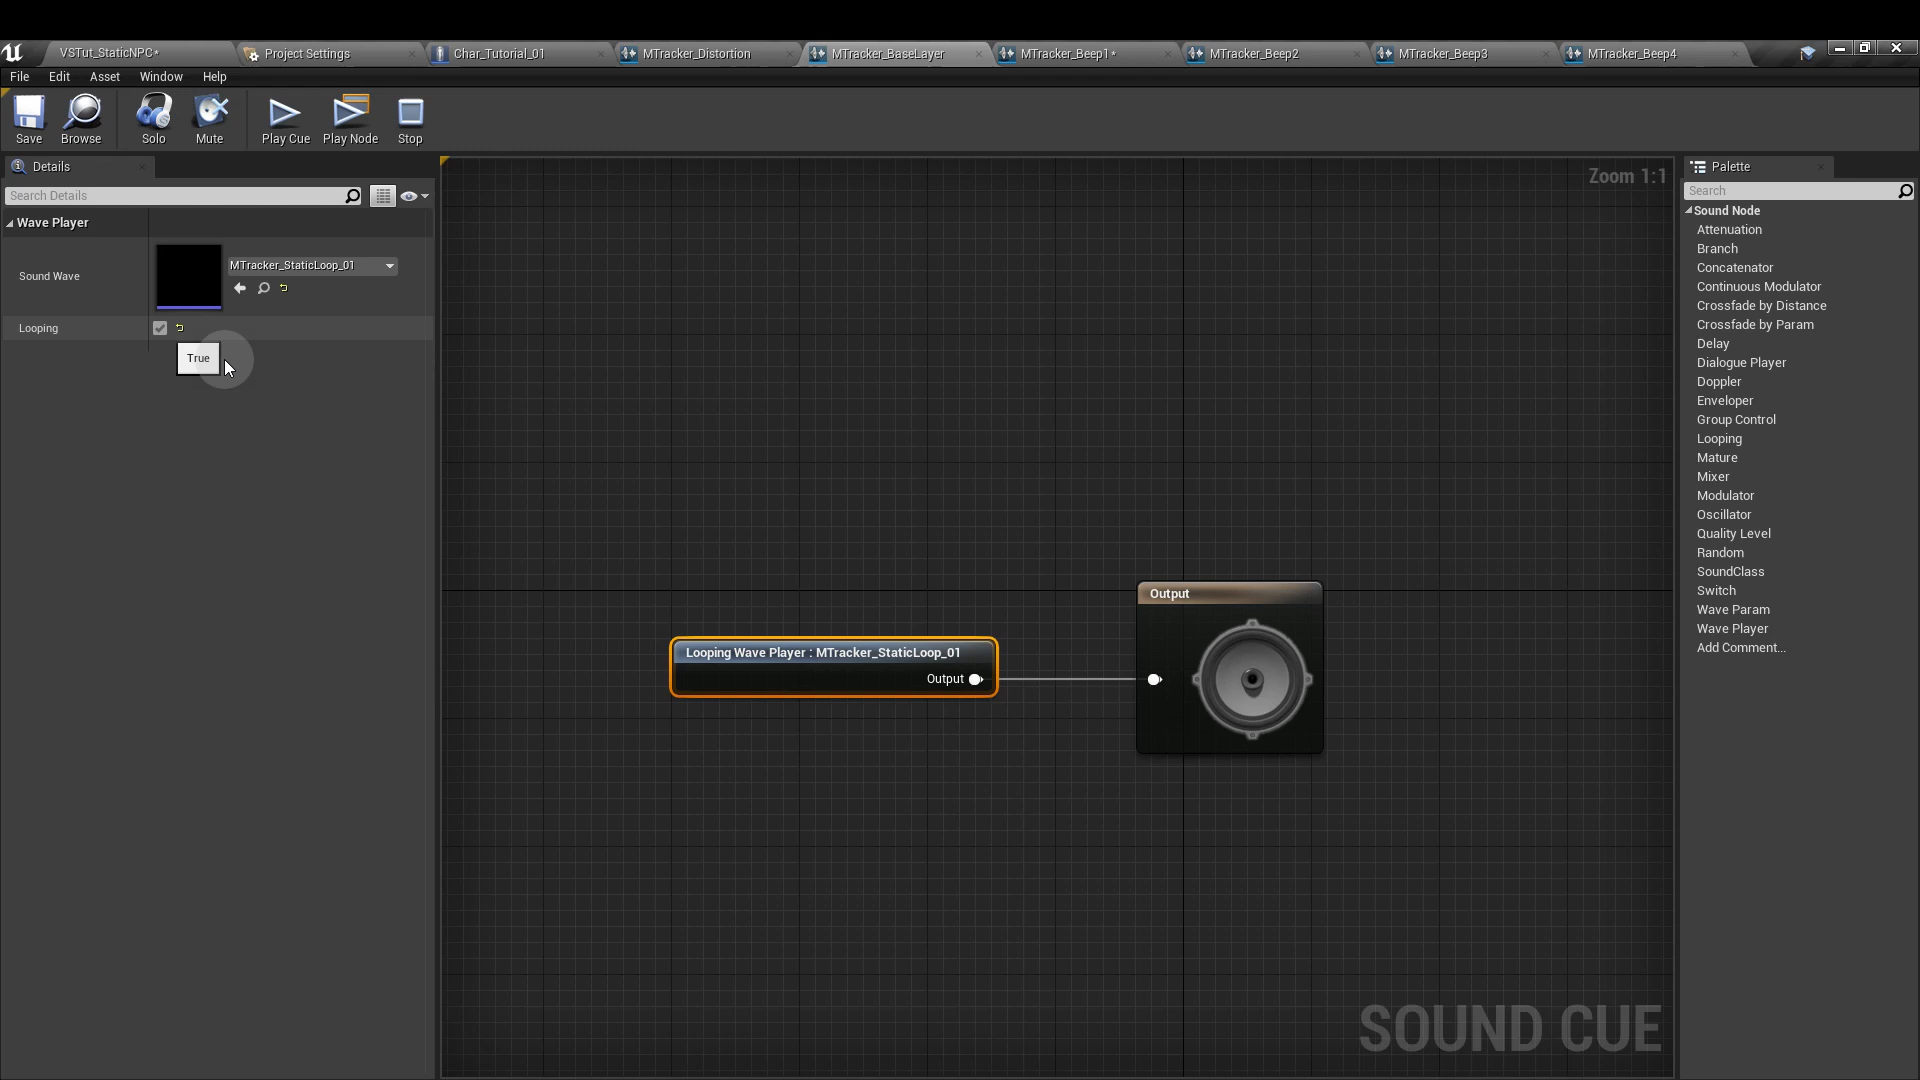 VSTut_StaticNPC*
Project Settings
Char_Tutorial_01
MTracker_Distortion
MTracker_BaseLayer
MTracker_Beep1*
MTracker_Beep2
MTracker_Beep3
MTracker_Beep4
File Edit Asset Window Help
Save Browse Solo Mute Play Cue Play Node Stop
Details
Search Details
Wave Player
Sound Wave
MTracker_StaticLoop_01
Looping
True
Zoom 1:1
Looping Wave Player : MTracker_StaticLoop_01
Output
Output
SOUND CUE
Palette
Search
Sound Node
Attenuation
Branch
Concatenator
Continuous Modulator
Crossfade by Distance
Crossfade by Param
Delay
Dialogue Player
Doppler
Enveloper
Group Control
Looping
Mature
Mixer
Modulator
Oscillator
Quality Level
Random
SoundClass
Switch
Wave Param
Wave Player
Add Comment...